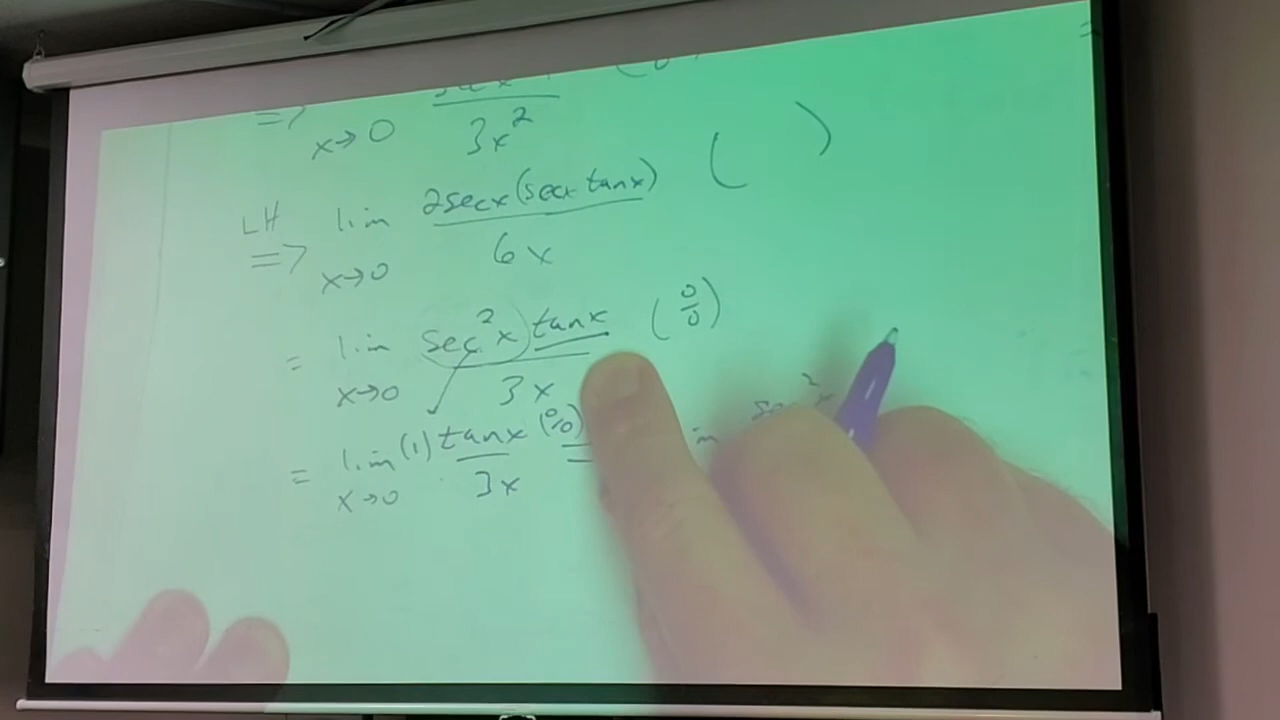 => x→0 3x²
LH => lim x→0 2secx(secx tanx) / 6x ( )
= lim x→0 sec²x) tanx / 3x (0/0)
= lim x→0 (1) tanx / 3x (0/0) = sec²x